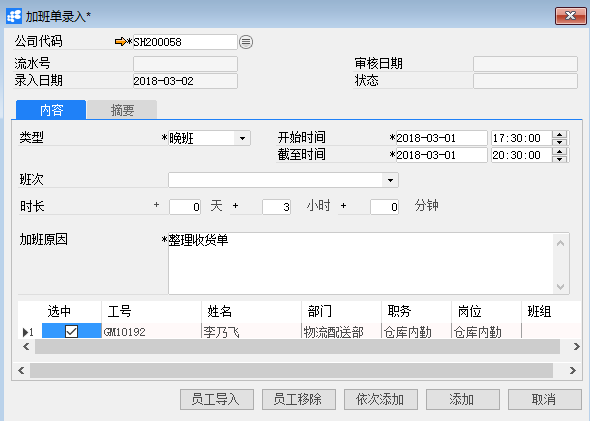 加班单录入*
公司代码 *SH200058
流水号 审核日期
录入日期 2018-03-02 状态
内容 摘要
类型 *晚班 开始时间 *2018-03-01 17:30:00
截至时间 *2018-03-01 20:30:00
班次
时长 + 0 天 + 3 小时 + 0 分钟
加班原因 *整理收货单
选中 工号 姓名 部门 职务 岗位 班组
1 GM10192 李乃飞 物流配送部 仓库内勤 仓库内勤
员工导入 员工移除 依次添加 添加 取消